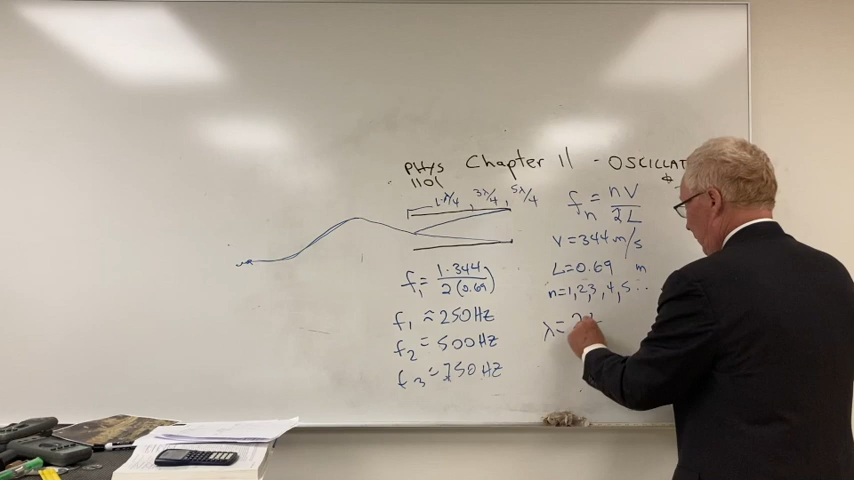 PHYS Chapter 11 - OSCILLAT
1101
1·λ/4, 3λ/4, 5λ/4
fn = nV/2L
V = 344 m/s
L = 0.69 m
n = 1, 2, 3, 4, 5 ...
f1 = 1·344/2(0.69)
f1 ≈ 250 HZ
f2 = 500 HZ
f3 = 750 HZ
λ =